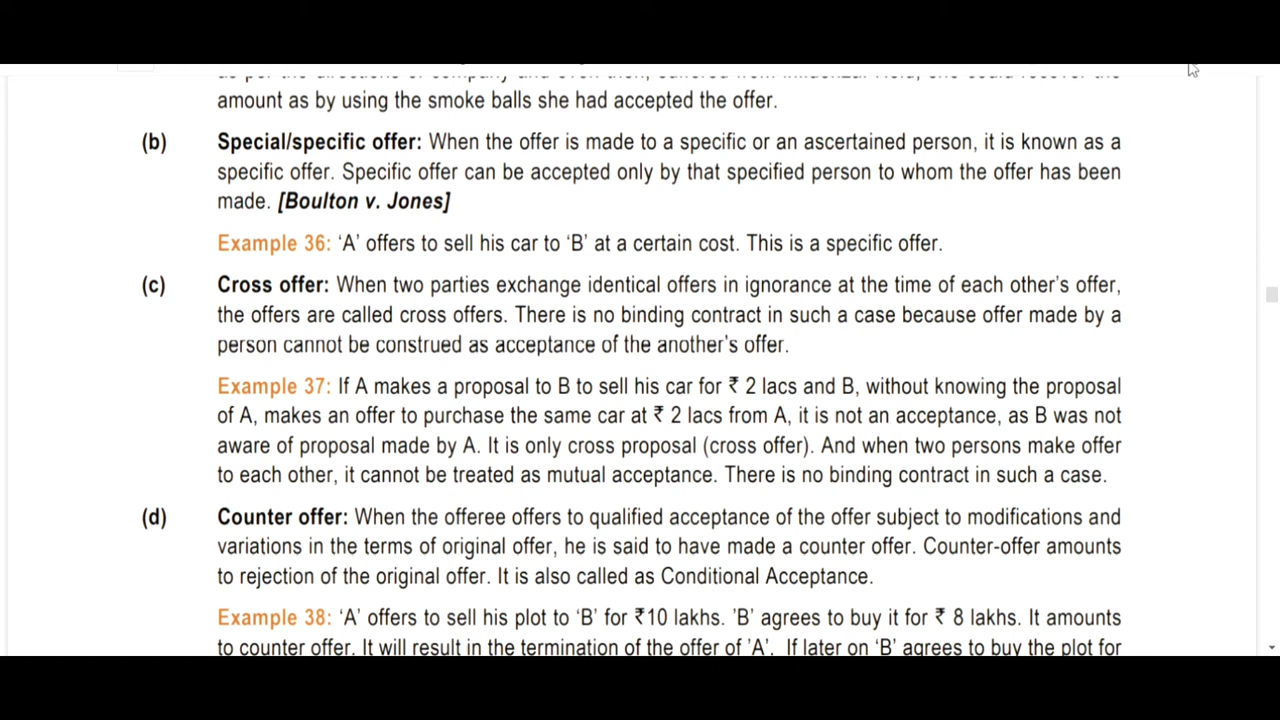 amount as by using the smoke balls she had accepted the offer.
(b) Special/specific offer: When the offer is made to a specific or an ascertained person, it is known as a
specific offer. Specific offer can be accepted only by that specified person to whom the offer has been
made. [Boulton v. Jones]
Example 36: ‘A’ offers to sell his car to ‘B’ at a certain cost. This is a specific offer.
(c) Cross offer: When two parties exchange identical offers in ignorance at the time of each other’s offer,
the offers are called cross offers. There is no binding contract in such a case because offer made by a
person cannot be construed as acceptance of the another’s offer.
Example 37: If A makes a proposal to B to sell his car for ₹ 2 lacs and B, without knowing the proposal
of A, makes an offer to purchase the same car at ₹ 2 lacs from A, it is not an acceptance, as B was not
aware of proposal made by A. It is only cross proposal (cross offer). And when two persons make offer
to each other, it cannot be treated as mutual acceptance. There is no binding contract in such a case.
(d) Counter offer: When the offeree offers to qualified acceptance of the offer subject to modifications and
variations in the terms of original offer, he is said to have made a counter offer. Counter-offer amounts
to rejection of the original offer. It is also called as Conditional Acceptance.
Example 38: ‘A’ offers to sell his plot to ‘B’ for ₹10 lakhs. ’B’ agrees to buy it for ₹ 8 lakhs. It amounts
to counter offer. It will result in the termination of the offer of ’A’. If later on ‘B’ agrees to buy the plot for